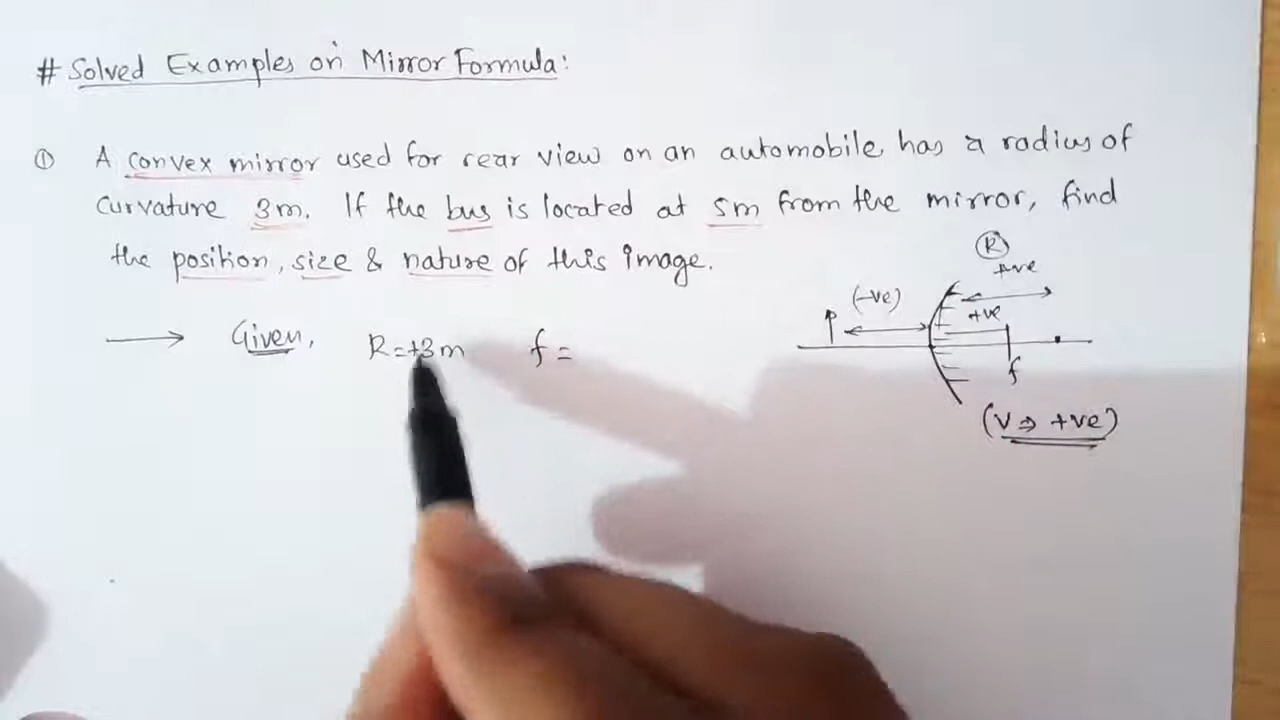 # Solved Examples on Mirror Formula:
① A convex mirror used for rear view on an automobile has a radius of
curvature 3m. If the bus is located at 5m from the mirror, find
the position, size & nature of this image.
R
+ve
(-ve)
+ve
→ Given, R=+3m f=
f
(V ⇒ +ve)